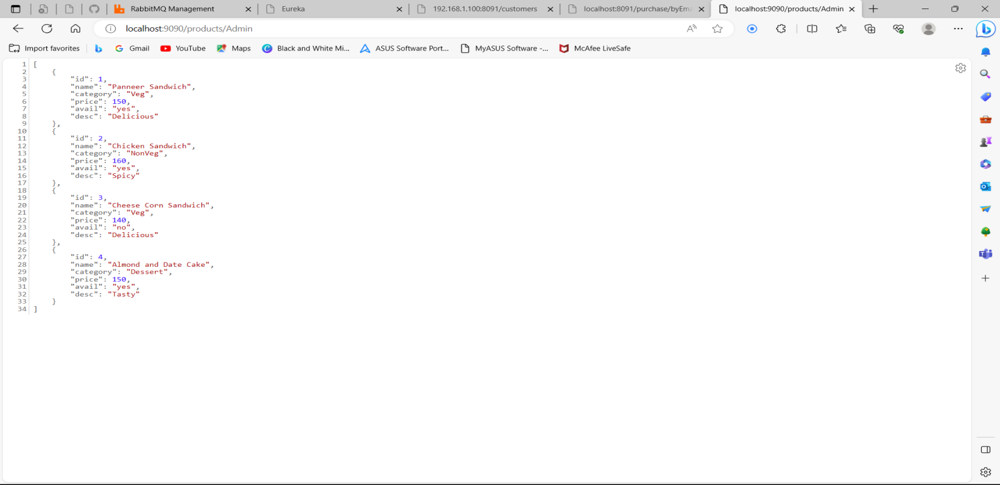 RabbitMQ Management
Eureka
192.168.1.100:8091/customers
localhost:8091/purchase/byEma
localhost:9090/products/Admin
localhost:9090/products/Admin
Import favorites
Gmail
YouTube
Maps
Black and White Mi...
ASUS Software Port...
MyASUS Software -...
McAfee LiveSafe
1 [
2 {
3 "id": 1,
4 "name": "Panneer Sandwich",
5 "category": "Veg",
6 "price": 150,
7 "avail": "yes",
8 "desc": "Delicious"
9 },
10 {
11 "id": 2,
12 "name": "Chicken Sandwich",
13 "category": "NonVeg",
14 "price": 160,
15 "avail": "yes",
16 "desc": "Spicy"
17 },
18 {
19 "id": 3,
20 "name": "Cheese Corn Sandwich",
21 "category": "Veg",
22 "price": 140,
23 "avail": "no",
24 "desc": "Delicious"
25 },
26 {
27 "id": 4,
28 "name": "Almond and Date Cake",
29 "category": "Dessert",
30 "price": 150,
31 "avail": "yes",
32 "desc": "Tasty"
33 }
34 ]